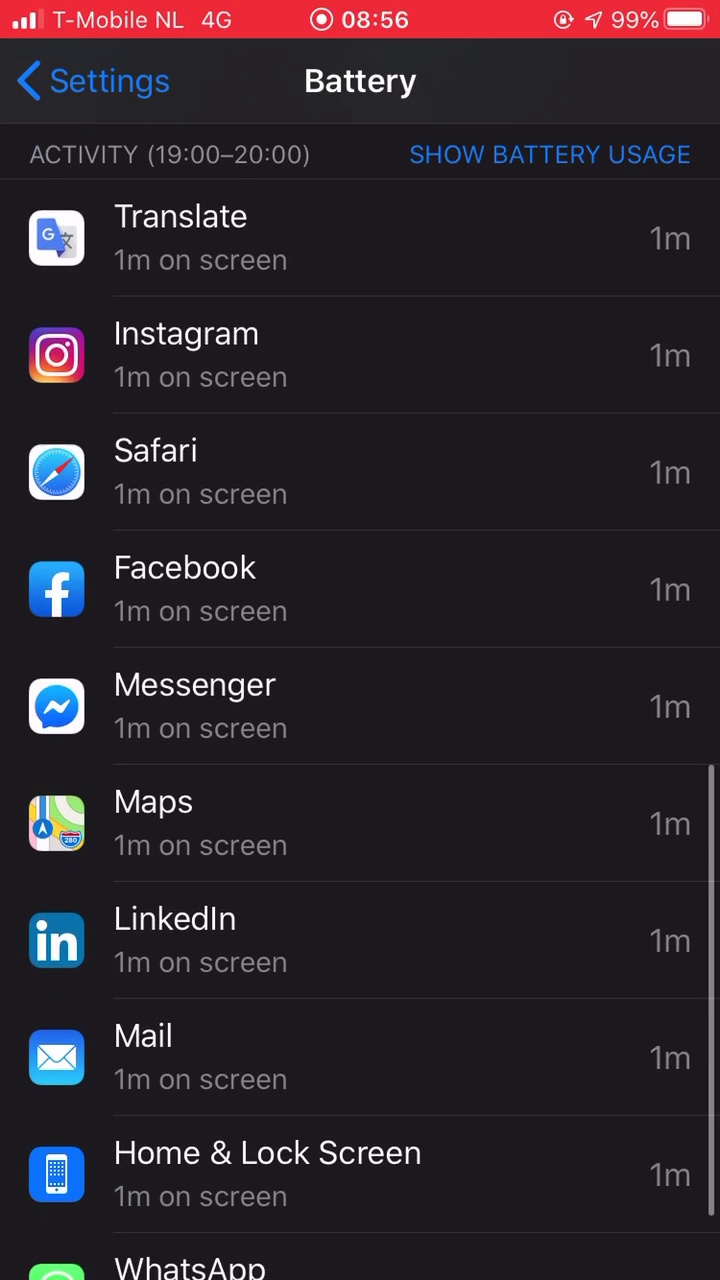 T-Mobile NL 4G 08:56 99%
Settings Battery
ACTIVITY (19:00–20:00) SHOW BATTERY USAGE
Translate
1m on screen 1m
Instagram
1m on screen 1m
Safari
1m on screen 1m
Facebook
1m on screen 1m
Messenger
1m on screen 1m
Maps
1m on screen 1m
LinkedIn
1m on screen 1m
Mail
1m on screen 1m
Home & Lock Screen
1m on screen 1m
WhatsApp